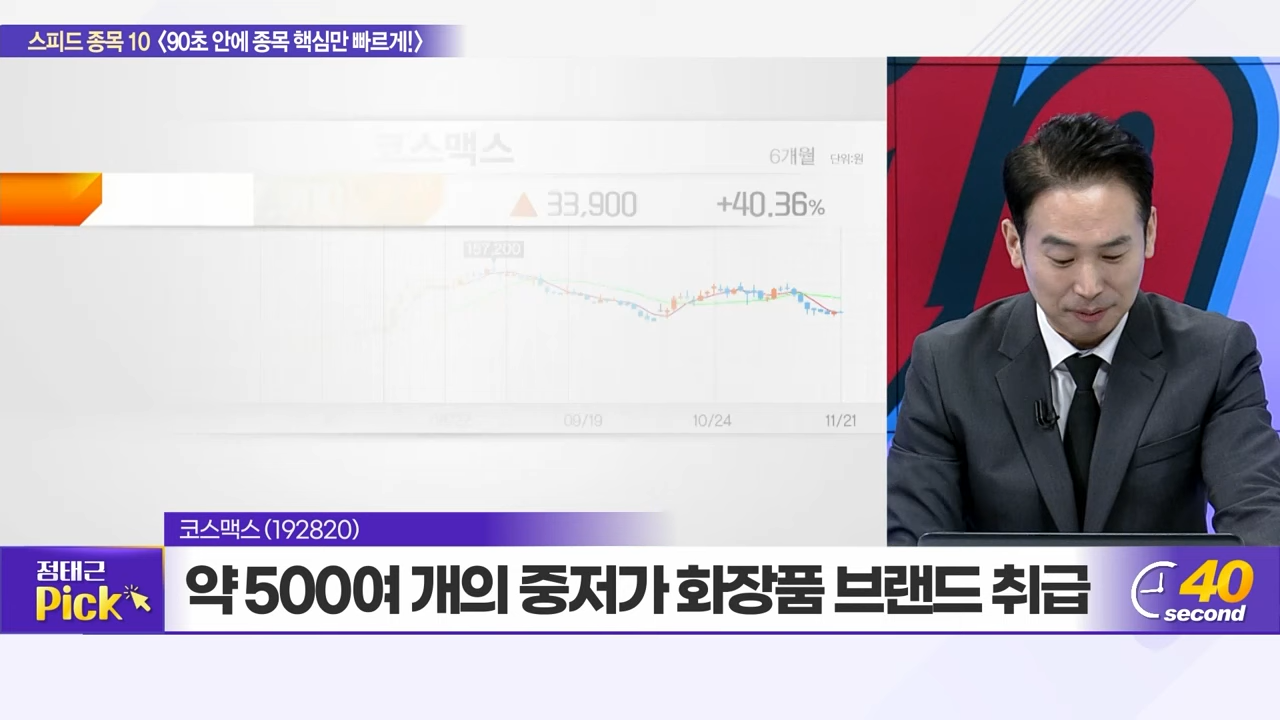 스피드 종목 10 <90초 안에 종목 핵심만 빠르게!>
코스맥스
6개월 단위:원
▲ 33,900 +40.36%
157,200
09/19 10/24 11/21
코스맥스 (192820)
정태근
Pick
약 500여 개의 중저가 화장품 브랜드 취급
40
second